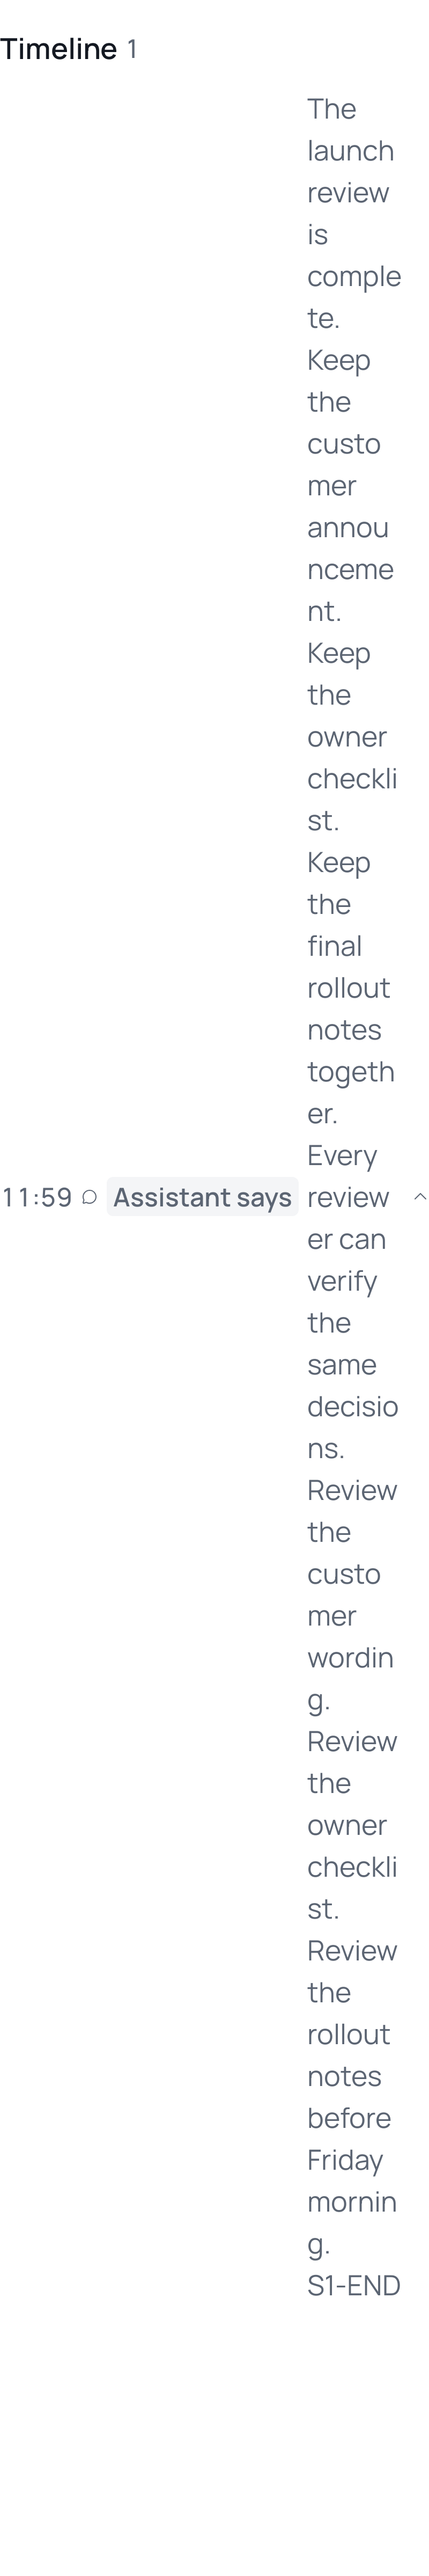 Timeline 1
The
launch
review
is
comple
te.
Keep
the
custo
mer
annou
nceme
nt.
Keep
the
owner
checkli
st.
Keep
the
final
rollout
notes
togeth
er.
Every
11:59 Assistant says review
er can
verify
the
same
decisio
ns.
Review
the
custo
mer
wordin
g.
Review
the
owner
checkli
st.
Review
the
rollout
notes
before
Friday
mornin
g.
S1-END